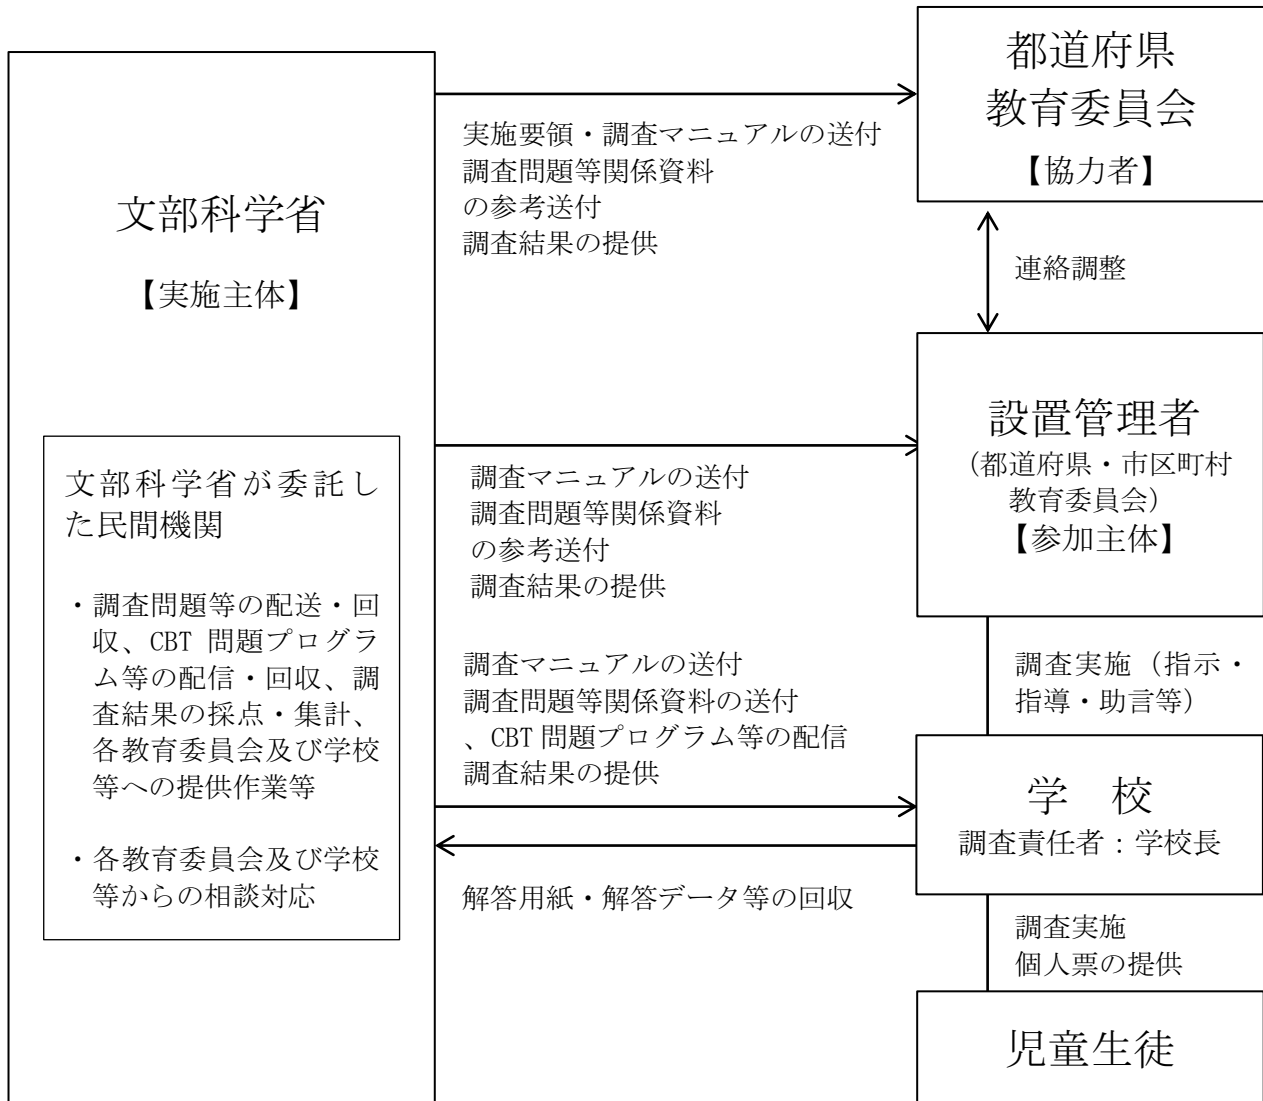 文部科学省
【実施主体】
文部科学省が委託し
た民間機関
・調査問題等の配送・回
収、CBT 問題プログラ
ム等の配信・回収、調
査結果の採点・集計、
各教育委員会及び学校
等への提供作業等
・各教育委員会及び学校
等からの相談対応
実施要領・調査マニュアルの送付
調査問題等関係資料
の参考送付
調査結果の提供
都道府県
教育委員会
【協力者】
連絡調整
調査マニュアルの送付
調査問題等関係資料
の参考送付
調査結果の提供
設置管理者
（都道府県・市区町村
教育委員会）
【参加主体】
調査実施（指示・
指導・助言等）
調査マニュアルの送付
調査問題等関係資料の送付
、CBT 問題プログラム等の配信
調査結果の提供
学　校
調査責任者：学校長
解答用紙・解答データ等の回収
調査実施
個人票の提供
児童生徒